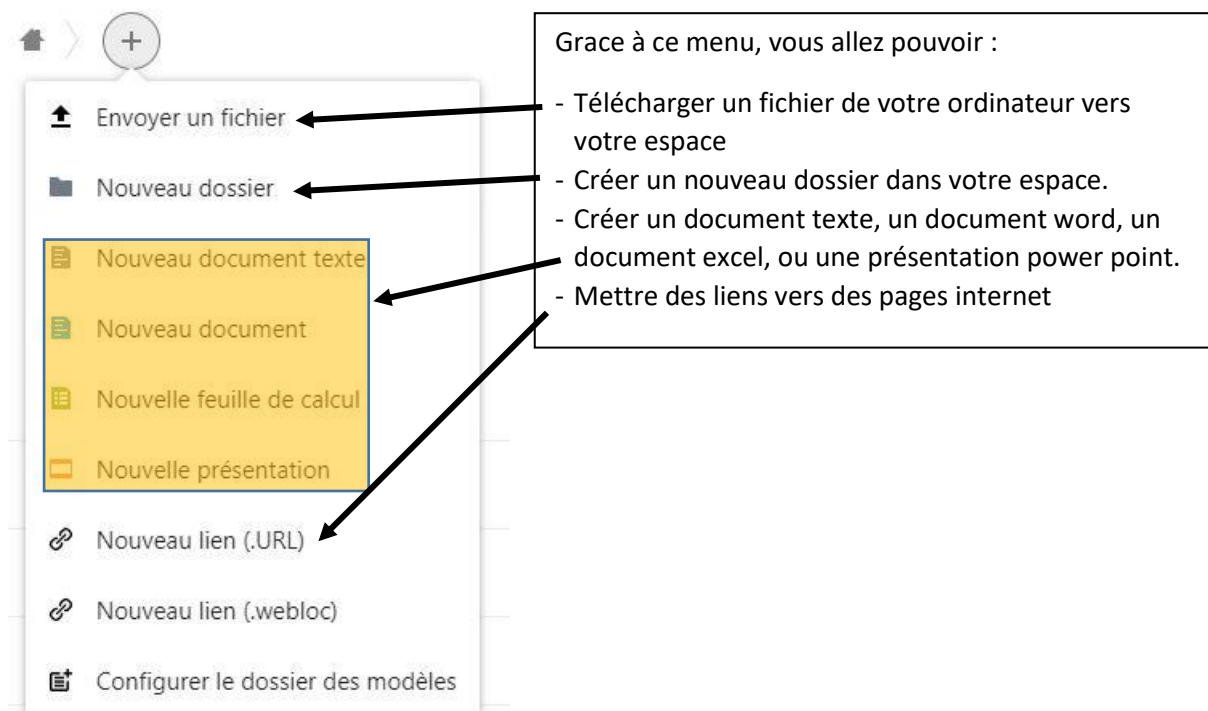 Envoyer un fichier
Nouveau dossier
Nouveau document texte
Nouveau document
Nouvelle feuille de calcul
Nouvelle présentation
Nouveau lien (.URL)
Nouveau lien (.webloc)
Configurer le dossier des modèles
Grace à ce menu, vous allez pouvoir :
- Télécharger un fichier de votre ordinateur vers
votre espace
- Créer un nouveau dossier dans votre espace.
- Créer un document texte, un document word, un
document excel, ou une présentation power point.
- Mettre des liens vers des pages internet